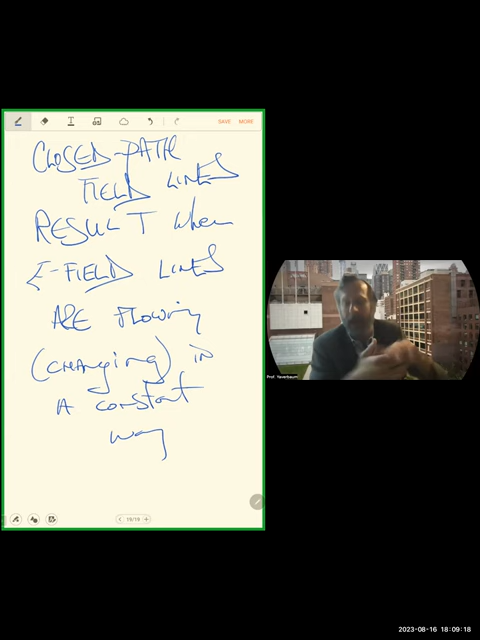 SAVE MORE
CLOSED-PATH
FIELD LINES
RESULT when
E-FIELD LINES
ARE flowing
(CHANGING) IN
A constant
way
19/19
Prof. Yaverbaum
2023-08-16 18:09:18